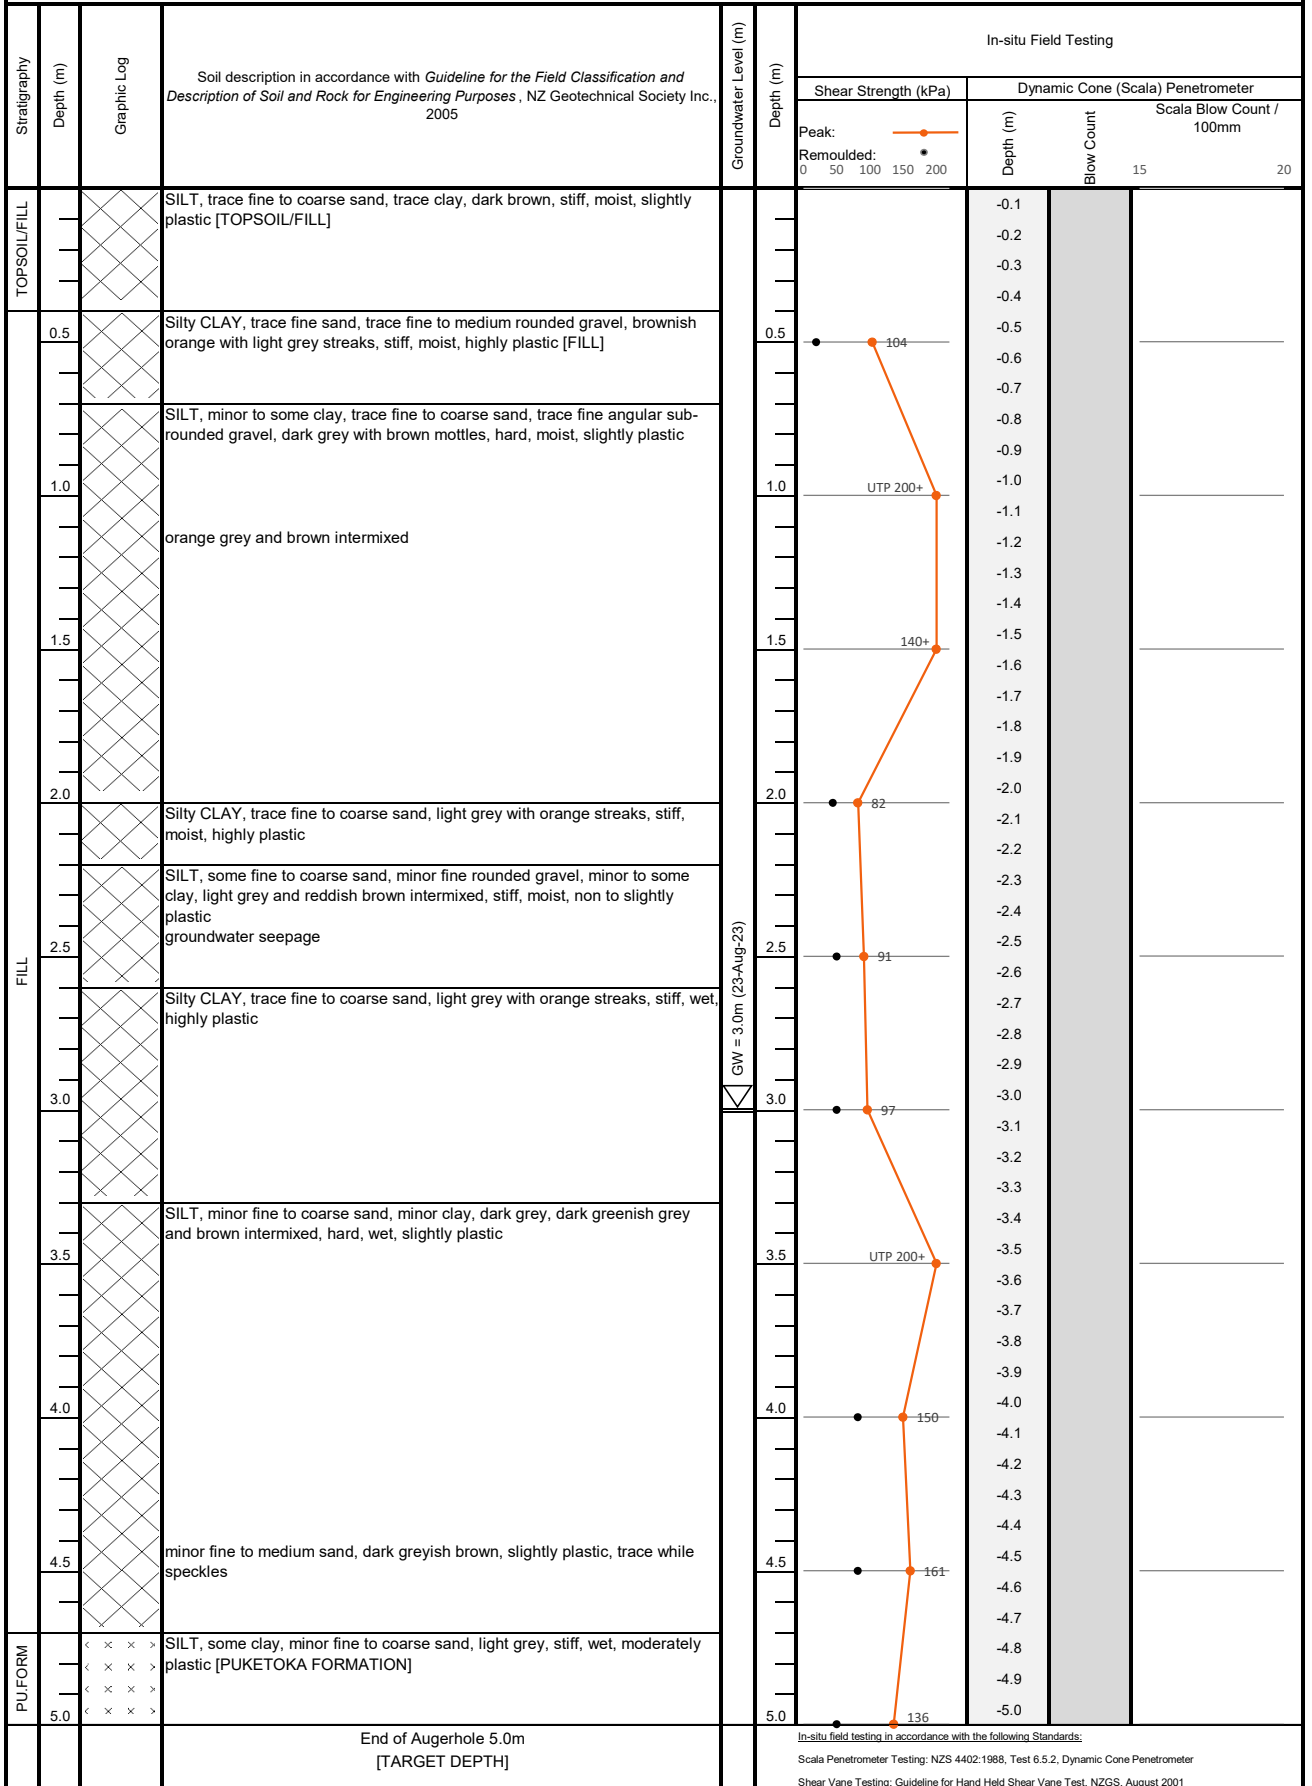 Stratigraphy
Depth (m)
Graphic Log
Soil description in accordance with Guideline for the Field Classification and
Description of Soil and Rock for Engineering Purposes , NZ Geotechnical Society Inc.,
2005
Groundwater Level (m)
Depth (m)
In-situ Field Testing
Shear Strength (kPa)
Peak:
Remoulded:
0 50 100 150 200
Dynamic Cone (Scala) Penetrometer
Depth (m)
Blow Count
Scala Blow Count /
100mm
15 20
TOPSOIL/FILL
SILT, trace fine to coarse sand, trace clay, dark brown, stiff, moist, slightly
plastic [TOPSOIL/FILL]
FILL
Silty CLAY, trace fine sand, trace fine to medium rounded gravel, brownish
orange with light grey streaks, stiff, moist, highly plastic [FILL]
SILT, minor to some clay, trace fine to coarse sand, trace fine angular sub-
rounded gravel, dark grey with brown mottles, hard, moist, slightly plastic
orange grey and brown intermixed
Silty CLAY, trace fine to coarse sand, light grey with orange streaks, stiff,
moist, highly plastic
SILT, some fine to coarse sand, minor fine rounded gravel, minor to some
clay, light grey and reddish brown intermixed, stiff, moist, non to slightly
plastic
groundwater seepage
Silty CLAY, trace fine to coarse sand, light grey with orange streaks, stiff, wet,
highly plastic
SILT, minor fine to coarse sand, minor clay, dark grey, dark greenish grey
and brown intermixed, hard, wet, slightly plastic
minor fine to medium sand, dark greyish brown, slightly plastic, trace while
speckles
PU.FORM
SILT, some clay, minor fine to coarse sand, light grey, stiff, wet, moderately
plastic [PUKETOKA FORMATION]
0.5
1.0
1.5
2.0
2.5
3.0
3.5
4.0
4.5
5.0
GW = 3.0m (23-Aug-23)
0.5
1.0
1.5
2.0
2.5
3.0
3.5
4.0
4.5
5.0
104
UTP 200+
140+
82
91
97
UTP 200+
150
161
136
-0.1
-0.2
-0.3
-0.4
-0.5
-0.6
-0.7
-0.8
-0.9
-1.0
-1.1
-1.2
-1.3
-1.4
-1.5
-1.6
-1.7
-1.8
-1.9
-2.0
-2.1
-2.2
-2.3
-2.4
-2.5
-2.6
-2.7
-2.8
-2.9
-3.0
-3.1
-3.2
-3.3
-3.4
-3.5
-3.6
-3.7
-3.8
-3.9
-4.0
-4.1
-4.2
-4.3
-4.4
-4.5
-4.6
-4.7
-4.8
-4.9
-5.0
End of Augerhole 5.0m
[TARGET DEPTH]
In-situ field testing in accordance with the following Standards:
Scala Penetrometer Testing: NZS 4402:1988, Test 6.5.2, Dynamic Cone Penetrometer
Shear Vane Testing: Guideline for Hand Held Shear Vane Test, NZGS, August 2001